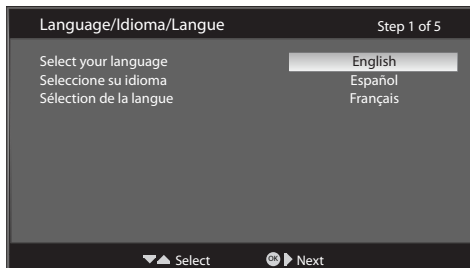 Language/Idioma/Langue Step 1 of 5
Select your language English
Seleccione su idioma Español
Sélection de la langue Français
Select OK Next